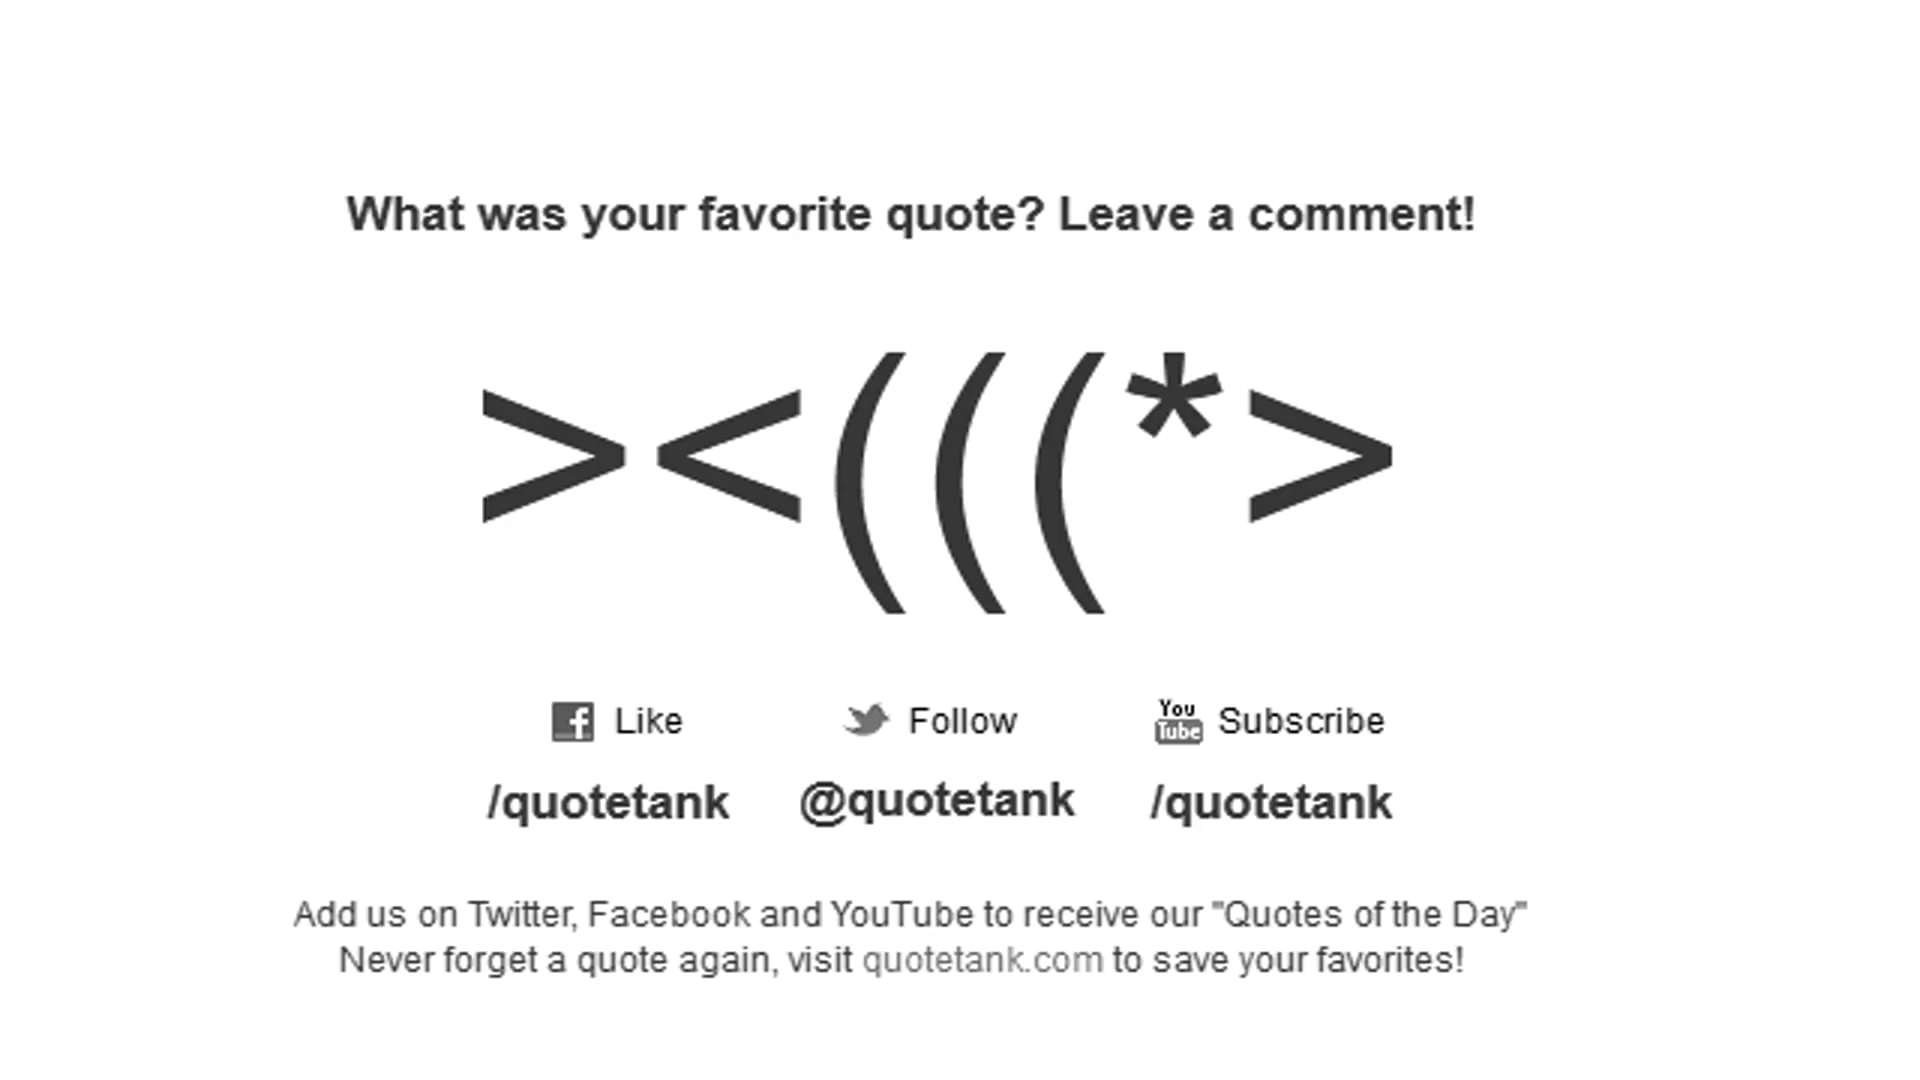 What was your favorite quote? Leave a comment!
><(((*>
f Like Follow You Tube Subscribe
/quotetank @quotetank /quotetank
Add us on Twitter, Facebook and YouTube to receive our "Quotes of the Day"
Never forget a quote again, visit quotetank.com to save your favorites!